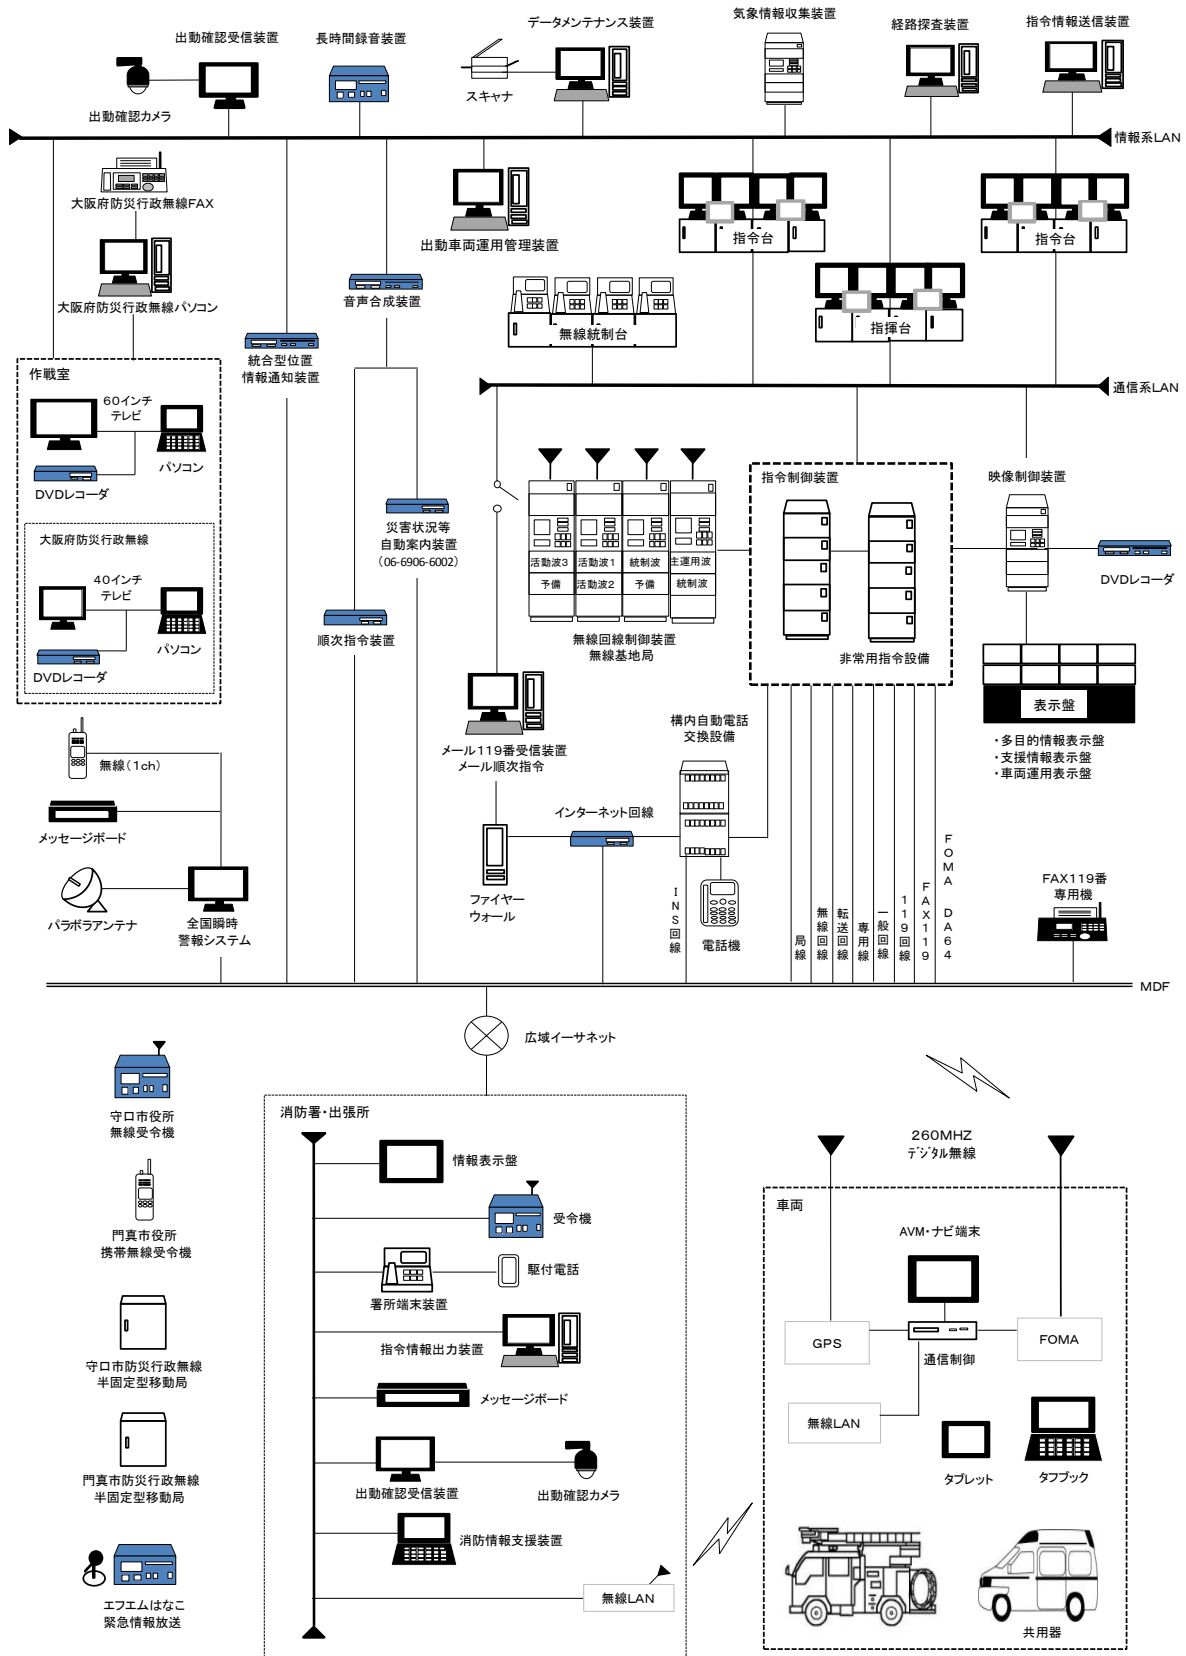 出動確認受信装置
長時間録音装置
データメンテナンス装置
気象情報収集装置
経路探査装置
指令情報送信装置
スキャナ
出動確認カメラ
情報系LAN
大阪府防災行政無線FAX
大阪府防災行政無線パソコン
出動車両運用管理装置
指令台
指令台
音声合成装置
無線統制台
指揮台
統合型位置
情報通知装置
通信系LAN
作戦室
60インチ
テレビ
パソコン
DVDレコーダ
大阪府防災行政無線
40インチ
テレビ
パソコン
DVDレコーダ
災害状況等
自動案内装置
(06-6906-6002)
順次指令装置
活動波3
活動波1
統制波
主運用波
予備
活動波2
予備
統制波
無線回線制御装置
無線基地局
指令制御装置
非常用指令設備
映像制御装置
DVDレコーダ
表示盤
・多目的情報表示盤
・支援情報表示盤
・車両運用表示盤
無線(1ch)
メッセージボード
パラボラアンテナ
全国瞬時
警報システム
メール119番受信装置
メール順次指令
構内自動電話
交換設備
インターネット回線
ファイヤー
ウォール
INS回線
電話機
局線
無線回線
転送回線
専用線
一般回線
119回線
FAX119
FOMA DA64
FAX119番
専用機
MDF
広域イーサネット
守口市役所
無線受令機
門真市役所
携帯無線受令機
守口市防災行政無線
半固定型移動局
門真市防災行政無線
半固定型移動局
エフエムはなこ
緊急情報放送
消防署・出張所
情報表示盤
受令機
駆付電話
署所端末装置
指令情報出力装置
メッセージボード
出動確認受信装置
出動確認カメラ
消防情報支援装置
無線LAN
260MHZ
デジタル無線
車両
AVM・ナビ端末
GPS
通信制御
FOMA
無線LAN
タブレット
タフブック
共用器